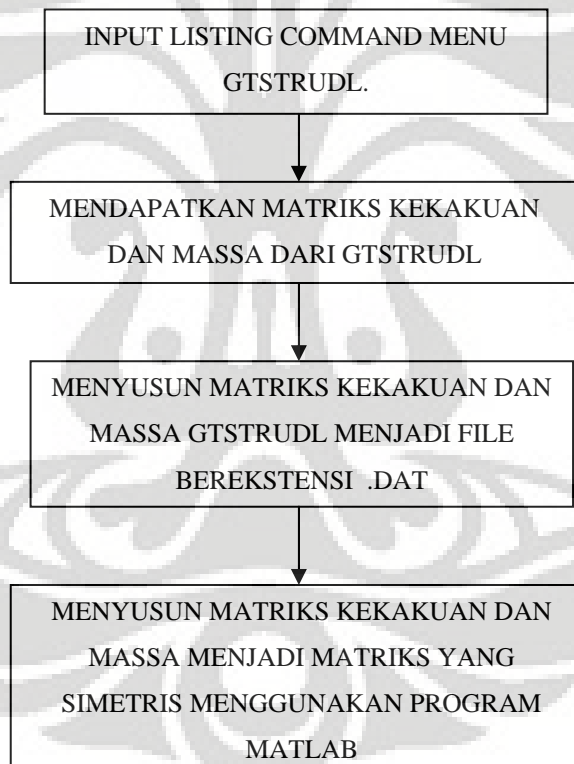 INPUT LISTING COMMAND MENU
GTSTRUDL.
MENDAPATKAN MATRIKS KEKAKUAN
DAN MASSA DARI GTSTRUDL
MENYUSUN MATRIKS KEKAKUAN DAN
MASSA GTSTRUDL MENJADI FILE
BEREKSTENSI .DAT
MENYUSUN MATRIKS KEKAKUAN DAN
MASSA MENJADI MATRIKS YANG
SIMETRIS MENGGUNAKAN PROGRAM
MATLAB